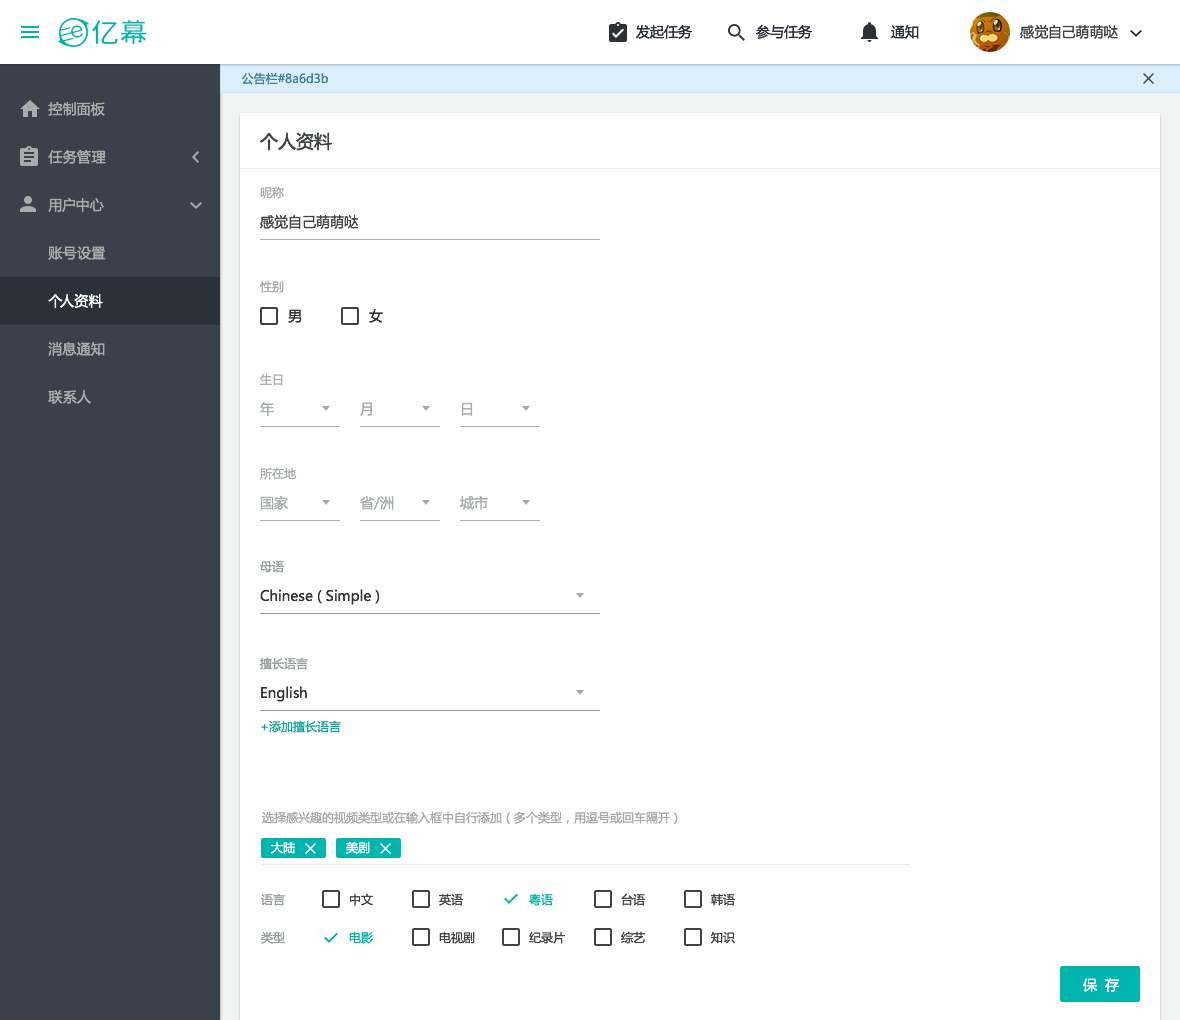 亿幕
发起任务
参与任务
通知
感觉自己萌萌哒
公告栏#8a6d3b
控制面板
任务管理
用户中心
账号设置
个人资料
消息通知
联系人
个人资料
昵称
感觉自己萌萌哒
性别
男 女
生日
年 月 日
所在地
国家 省/洲 城市
母语
Chinese ( Simple )
擅长语言
English
+添加擅长语言
选择感兴趣的视频类型或在输入框中自行添加（多个类型，用逗号或回车隔开）
大陆 美剧
语言 中文 英语 粤语 台语 韩语
类型 电影 电视剧 纪录片 综艺 知识
保 存